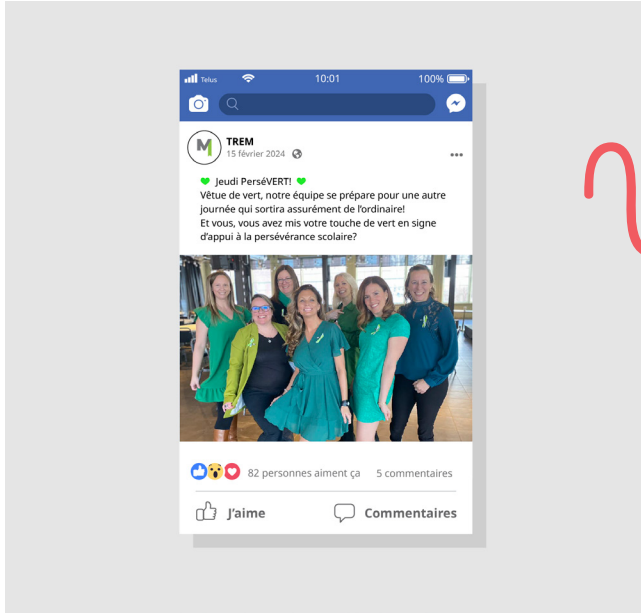 Telus
10:01
100%
M
TREM
15 février 2024
Jeudi PerséVERT!
Vêtue de vert, notre équipe se prépare pour une autre
journée qui sortira assurément de l'ordinaire!
Et vous, vous avez mis votre touche de vert en signe
d'appui à la persévérance scolaire?
82 personnes aiment ça
5 commentaires
J'aime
Commentaires